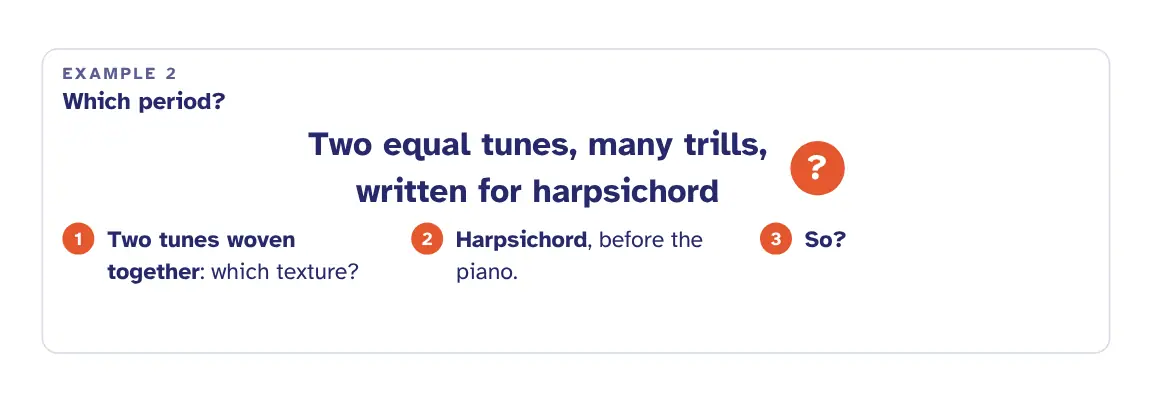 EXAMPLE 2
Which period?
Two equal tunes, many trills,
written for harpsichord
?
1 Two tunes woven
together: which texture?
2 Harpsichord, before the
piano.
3 So?